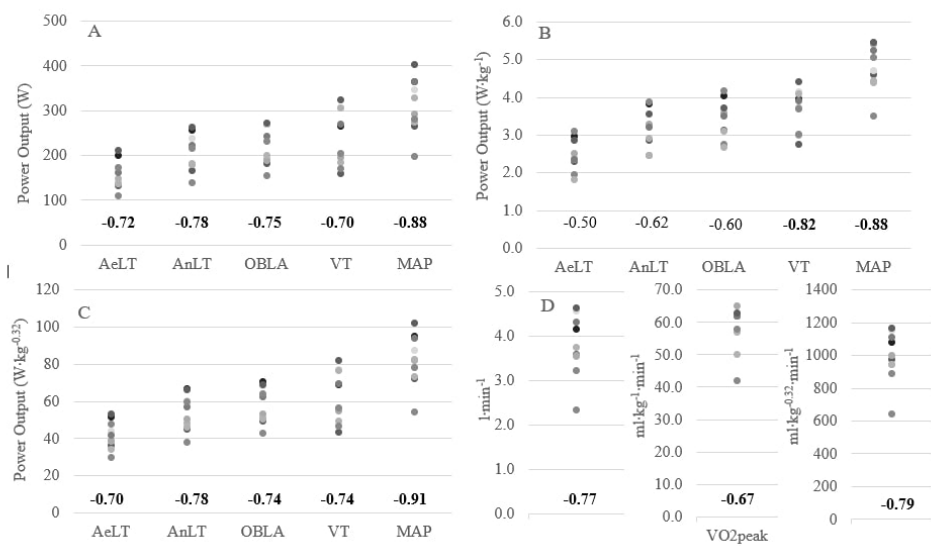 A
Power Output (W)
500
400
300
200
100
0
-0.72 -0.78 -0.75 -0.70 -0.88
AeLT AnLT OBLA VT MAP
B
Power Output (W·kg⁻¹)
6.0
5.0
4.0
3.0
2.0
1.0
0.0
-0.50 -0.62 -0.60 -0.82 -0.88
AeLT AnLT OBLA VT MAP
C
Power Output (W·kg⁻⁰·³²)
120
100
80
60
40
20
0
-0.70 -0.78 -0.74 -0.74 -0.91
AeLT AnLT OBLA VT MAP
D
l·min⁻¹
5.0
4.0
3.0
2.0
1.0
0.0
-0.77
ml·kg⁻¹·min⁻¹
70.0
60.0
50.0
40.0
30.0
20.0
10.0
0.0
-0.67
VO2peak
ml·kg⁻⁰·³²·min⁻¹
1400
1200
1000
800
600
400
200
0
-0.79